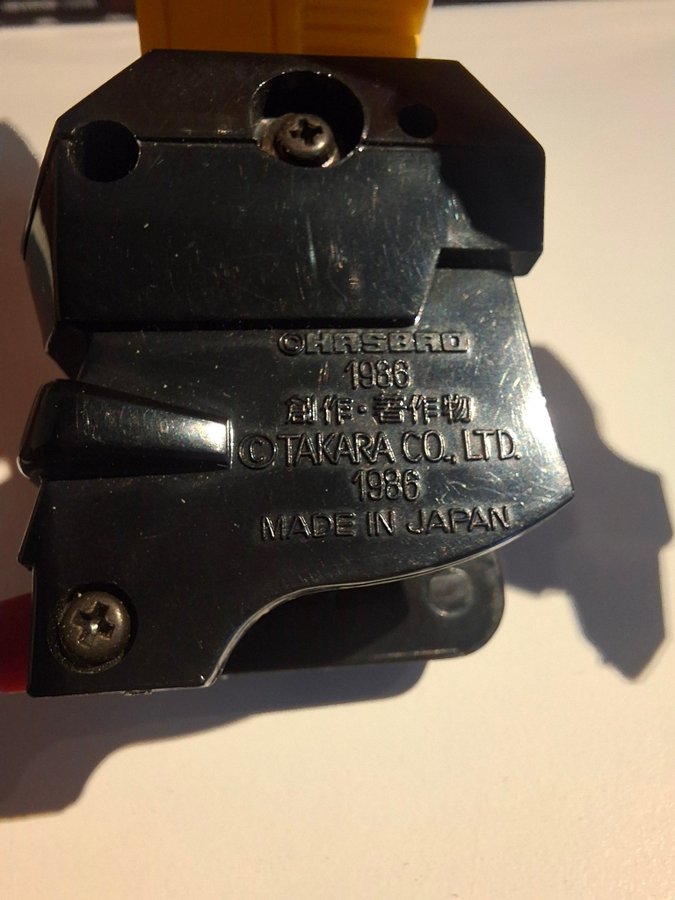 ©HASBRO
1986
創作・著作物
©TAKARA CO., LTD.
1986
MADE IN JAPAN